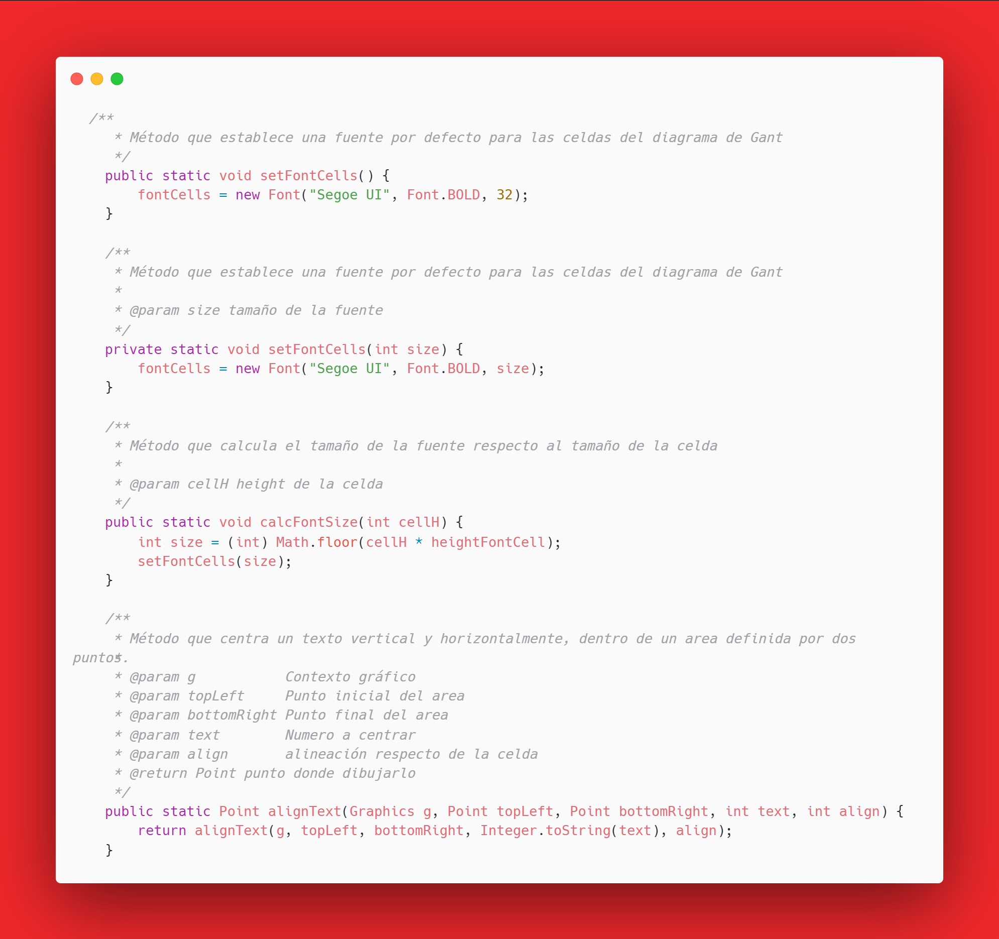 /**
* Método que establece una fuente por defecto para las celdas del diagrama de Gant
*/
public static void setFontCells() {
fontCells = new Font("Segoe UI", Font.BOLD, 32);
}
/**
* Método que establece una fuente por defecto para las celdas del diagrama de Gant
*
* @param size tamaño de la fuente
*/
private static void setFontCells(int size) {
fontCells = new Font("Segoe UI", Font.BOLD, size);
}
/**
* Método que calcula el tamaño de la fuente respecto al tamaño de la celda
*
* @param cellH height de la celda
*/
public static void calcFontSize(int cellH) {
int size = (int) Math.floor(cellH * heightFontCell);
setFontCells(size);
}
/**
* Método que centra un texto vertical y horizontalmente, dentro de un area definida por dos
puntos.
*
* @param g           Contexto gráfico
* @param topLeft     Punto inicial del area
* @param bottomRight Punto final del area
* @param text        Numero a centrar
* @param align       alineación respecto de la celda
* @return Point punto donde dibujarlo
*/
public static Point alignText(Graphics g, Point topLeft, Point bottomRight, int text, int align) {
return alignText(g, topLeft, bottomRight, Integer.toString(text), align);
}